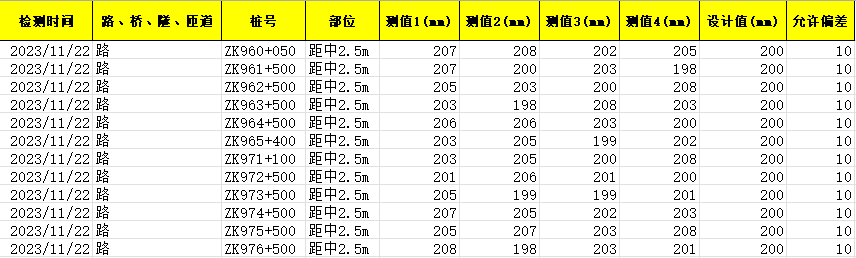 检测时间 路、桥、隧、匝道 桩号 部位 测值1(mm) 测值2(mm) 测值3(mm) 测值4(mm) 设计值(mm) 允许偏差
2023/11/22 路 ZK960+050 距中2.5m 207 208 202 205 200 10
2023/11/22 路 ZK961+500 距中2.5m 207 200 203 198 200 10
2023/11/22 路 ZK962+500 距中2.5m 205 203 200 208 200 10
2023/11/22 路 ZK963+500 距中2.5m 203 198 208 203 200 10
2023/11/22 路 ZK964+500 距中2.5m 206 206 203 200 200 10
2023/11/22 路 ZK965+400 距中2.5m 203 205 199 202 200 10
2023/11/22 路 ZK971+100 距中2.5m 203 205 200 208 200 10
2023/11/22 路 ZK972+500 距中2.5m 201 206 201 200 200 10
2023/11/22 路 ZK973+500 距中2.5m 205 199 199 201 200 10
2023/11/22 路 ZK974+500 距中2.5m 207 205 202 203 200 10
2023/11/22 路 ZK975+500 距中2.5m 205 207 203 208 200 10
2023/11/22 路 ZK976+500 距中2.5m 208 198 203 201 200 10